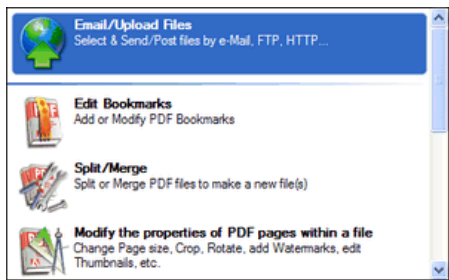 Email/Upload Files
Select & Send/Post files by e-Mail, FTP, HTTP...
Edit Bookmarks
Add or Modify PDF Bookmarks
Split/Merge
Split or Merge PDF files to make a new file(s)
Modify the properties of PDF pages within a file
Change Page size, Crop, Rotate, add Watermarks, edit
Thumbnails, etc.